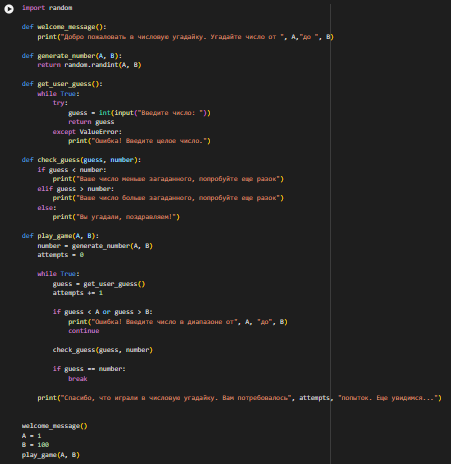 import random
def welcome_message():
    print("Добро пожаловать в числовую угадайку. Угадайте число от ", A,"до ", B)
def generate_number(A, B):
    return random.randint(A, B)
def get_user_guess():
    while True:
        try:
            guess = int(input("Введите число: "))
            return guess
        except ValueError:
            print("Ошибка! Введите целое число.")
def check_guess(guess, number):
    if guess < number:
        print("Ваше число меньше загаданного, попробуйте еще разок")
    elif guess > number:
        print("Ваше число больше загаданного, попробуйте еще разок")
    else:
        print("Вы угадали, поздравляем!")
def play_game(A, B):
    number = generate_number(A, B)
    attempts = 0
    while True:
        guess = get_user_guess()
        attempts += 1
        if guess < A or guess > B:
            print("Ошибка! Введите число в диапазоне от", A, "до", B)
            continue
        check_guess(guess, number)
        if guess == number:
            break
    print("Спасибо, что играли в числовую угадайку. Вам потребовалось", attempts, "попыток. Еще увидимся...")
welcome_message()
A = 1
B = 100
play_game(A, B)